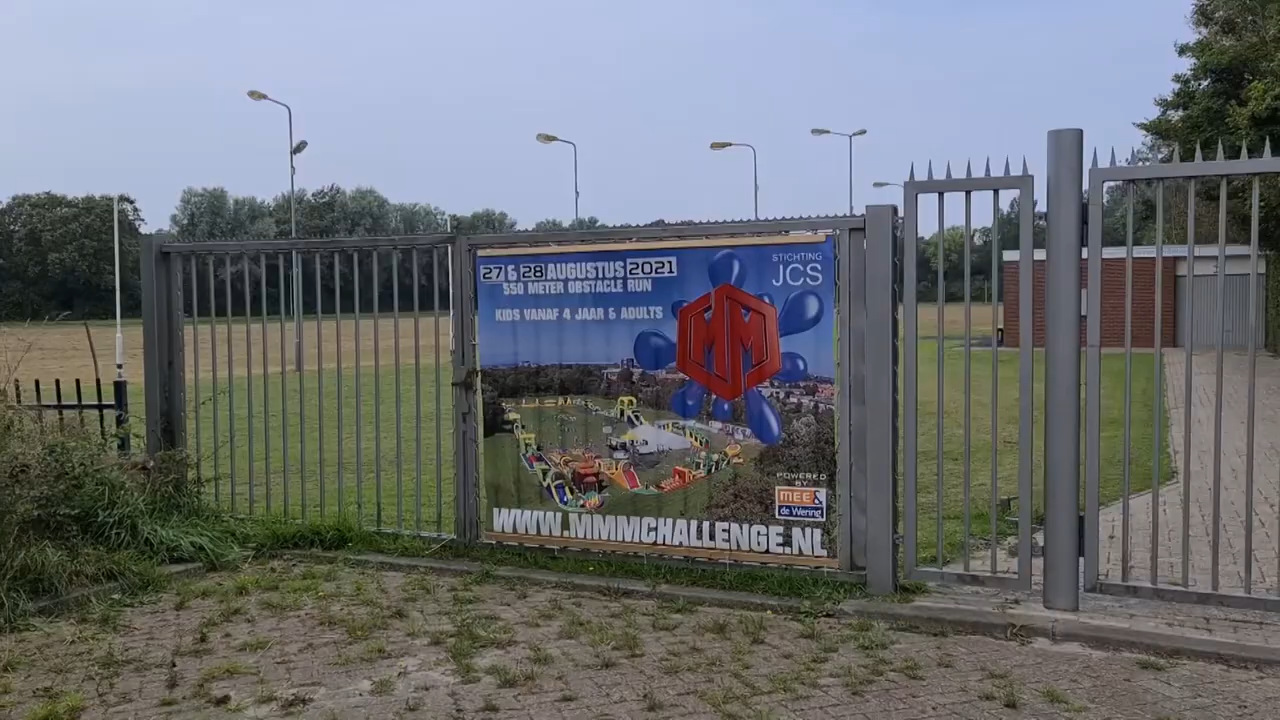 27 & 28 AUGUSTUS 2021
550 METER OBSTACLE RUN
KIDS VANAF 4 JAAR & ADULTS
STICHTING
JCS
MM
POWERED
BY
MEE&
de Wering
WWW.MMMCHALLENGE.NL